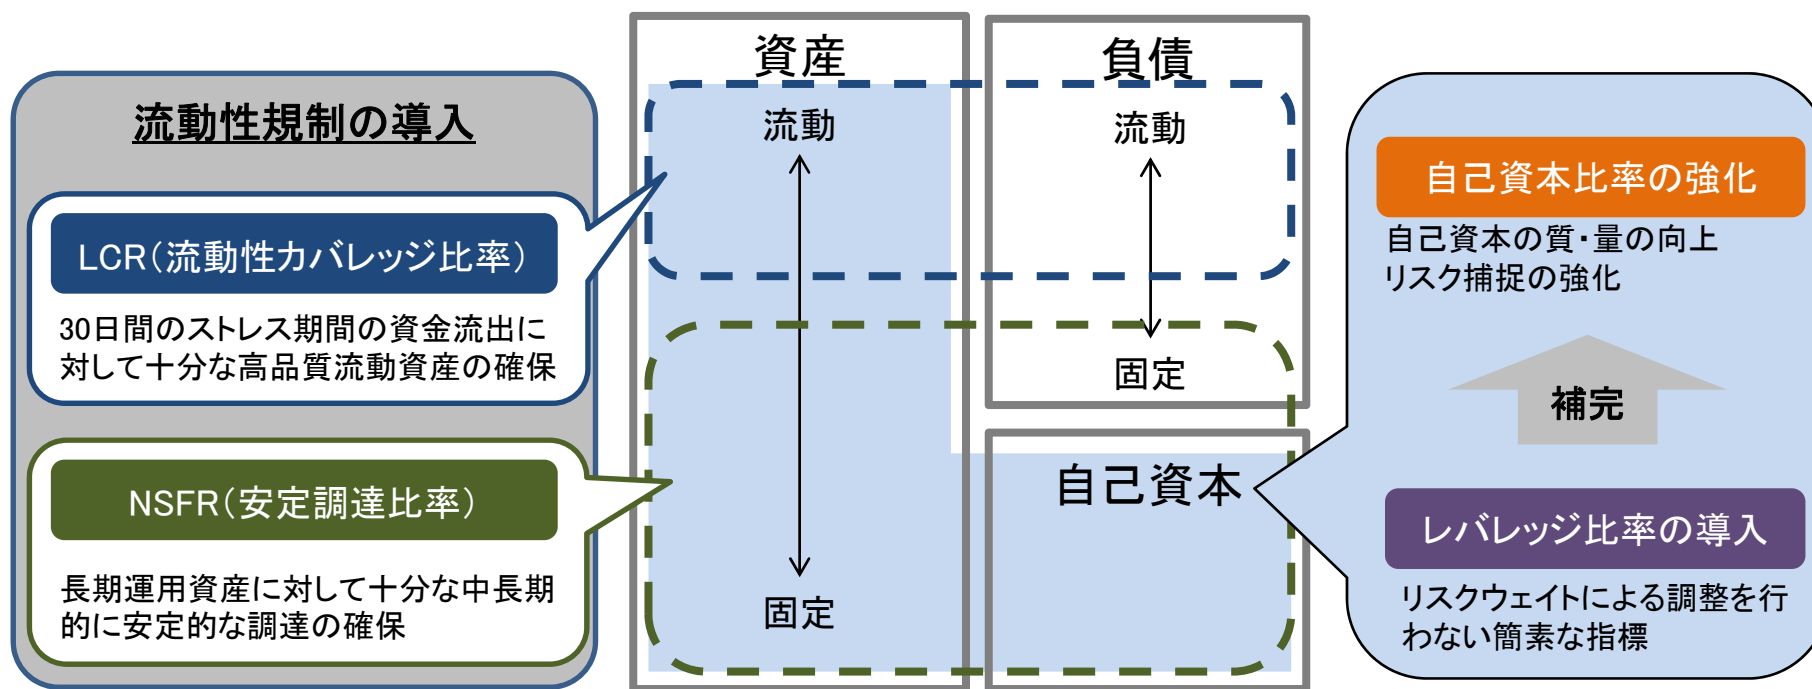 流動性規制の導入
LCR(流動性カバレッジ比率)
30日間のストレス期間の資金流出に
対して十分な高品質流動資産の確保
NSFR(安定調達比率)
長期運用資産に対して十分な中長期
的に安定的な調達の確保
資産
流動
固定
負債
流動
固定
自己資本
自己資本比率の強化
自己資本の質・量の向上
リスク捕捉の強化
補完
レバレッジ比率の導入
リスクウェイトによる調整を行
わない簡素な指標